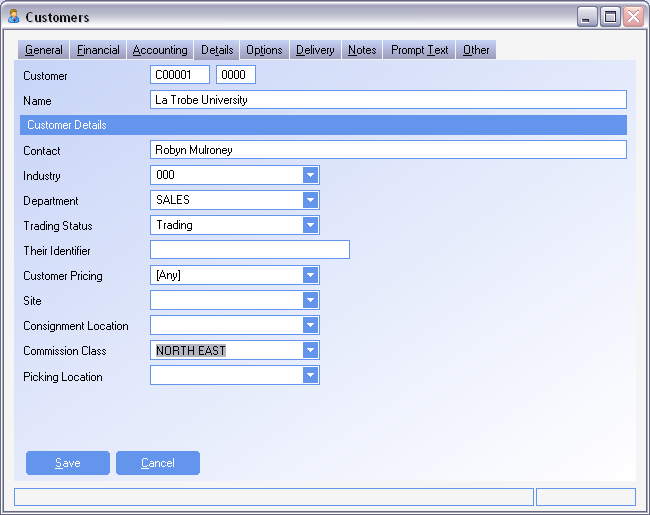 Customers
General Financial Accounting Details Options Delivery Notes Prompt Text Other
Customer C00001 0000
Name La Trobe University
Customer Details
Contact Robyn Mulroney
Industry 000
Department SALES
Trading Status Trading
Their Identifier
Customer Pricing [Any]
Site
Consignment Location
Commission Class NORTH EAST
Picking Location
Save Cancel